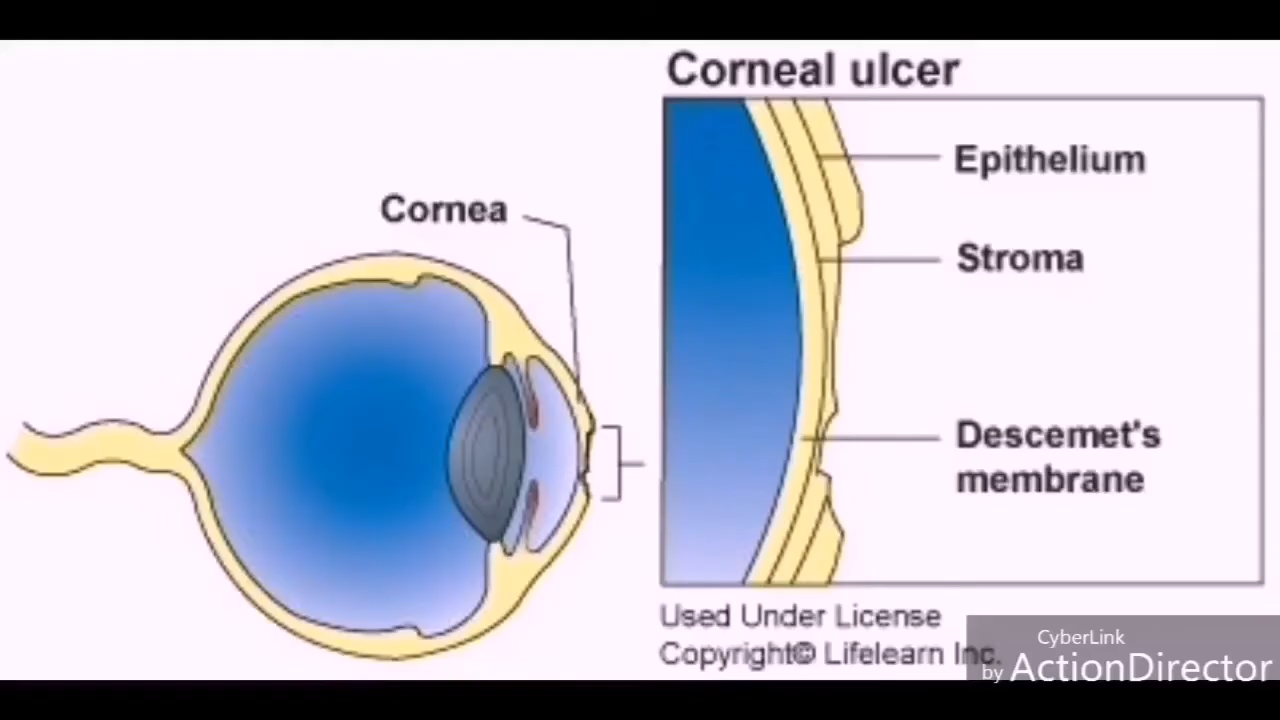 Corneal ulcer
Epithelium
Cornea
Stroma
Descemet's
membrane
Used Under License
Copyright© Lifelearn Inc.
CyberLink
by ActionDirector